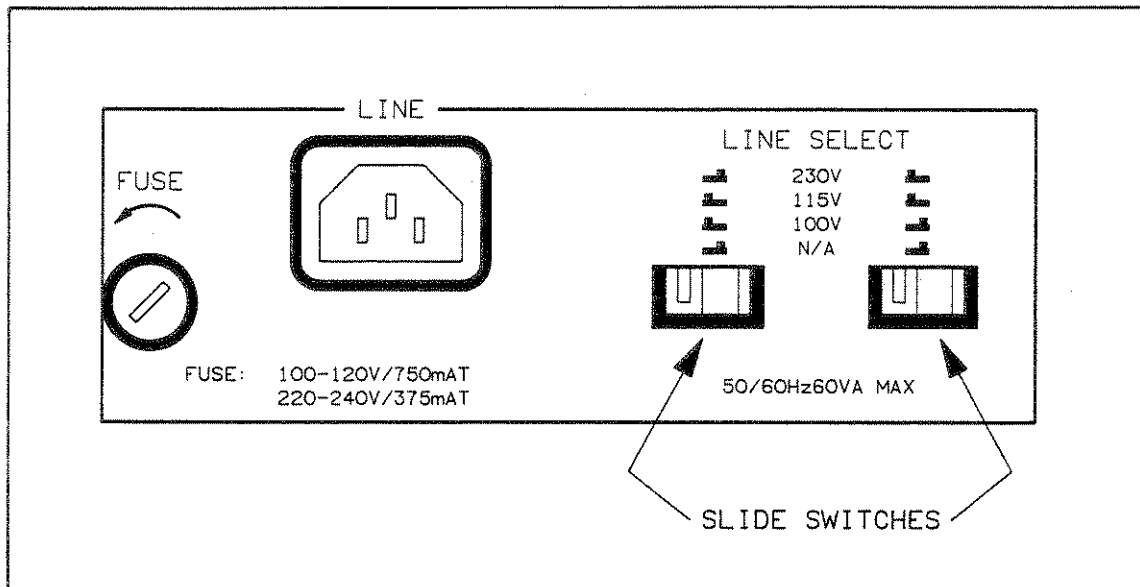 LINE
FUSE
LINE SELECT
230V
115V
100V
N/A
FUSE: 100-120V/750mAT
220-240V/375mAT
50/60Hz60VA MAX
SLIDE SWITCHES